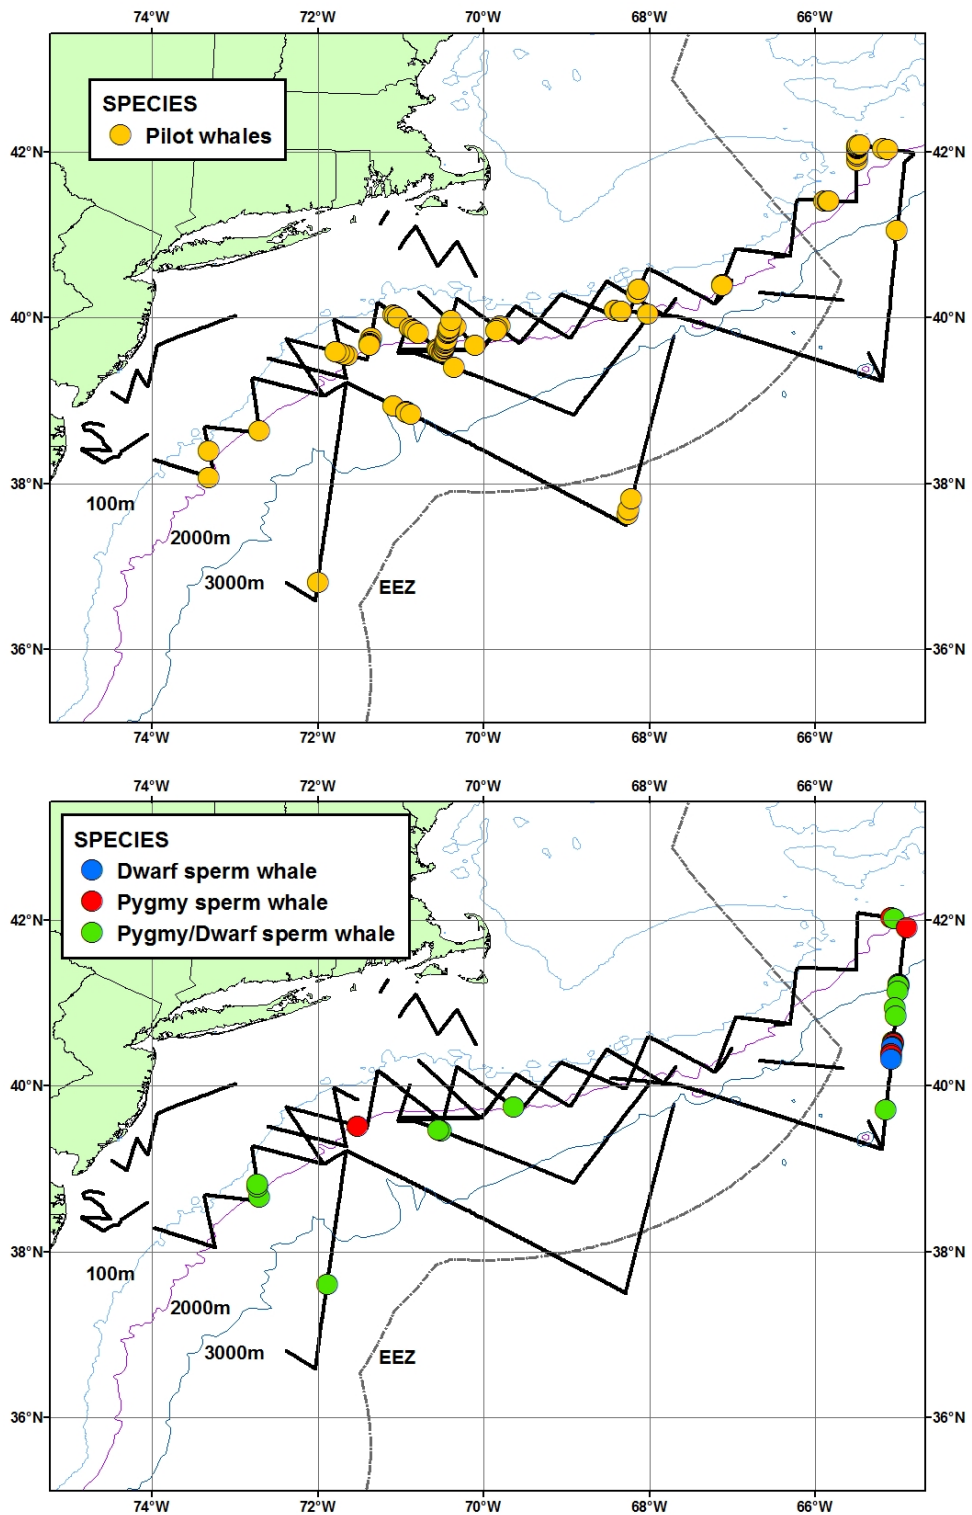 74°W 72°W 70°W 68°W 66°W
SPECIES
Pilot whales
42°N 42°N
40°N 40°N
38°N 38°N
100m
2000m
3000m
EEZ
36°N 36°N
74°W 72°W 70°W 68°W 66°W
74°W 72°W 70°W 68°W 66°W
SPECIES
Dwarf sperm whale
Pygmy sperm whale
Pygmy/Dwarf sperm whale
42°N 42°N
40°N 40°N
38°N 38°N
100m
2000m
3000m
EEZ
36°N 36°N
74°W 72°W 70°W 68°W 66°W